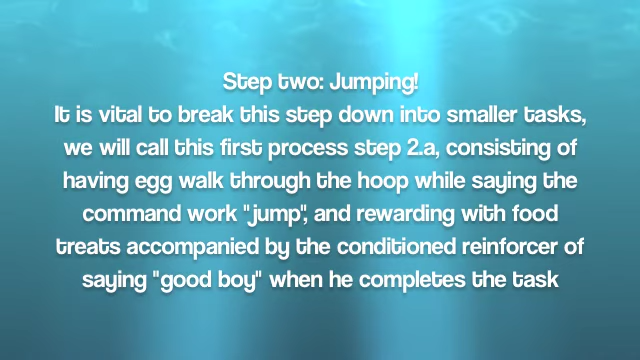 Step two: Jumping!
It is vital to break this step down into smaller tasks,
we will call this first process step 2.a, consisting of
having egg walk through the hoop while saying the
command work "jump", and rewarding with food
treats accompanied by the conditioned reinforcer of
saying "good boy" when he completes the task